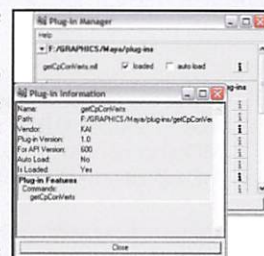 Plug-in Manager
Help
F:/GRAPHICS/Maya/plug-ins
getCpConVerts.mll loaded auto load i
Plug-in Information
Name: getCpConVerts
Path: F:/GRAPHICS/Maya/plug-ins/getCpConVer
Vendor: KAI
Plug-in Version: 1.0
For API Version: 600
Auto Load: No
Is Loaded: Yes
Plug-in Features
Commands:
getCpConVerts
Close